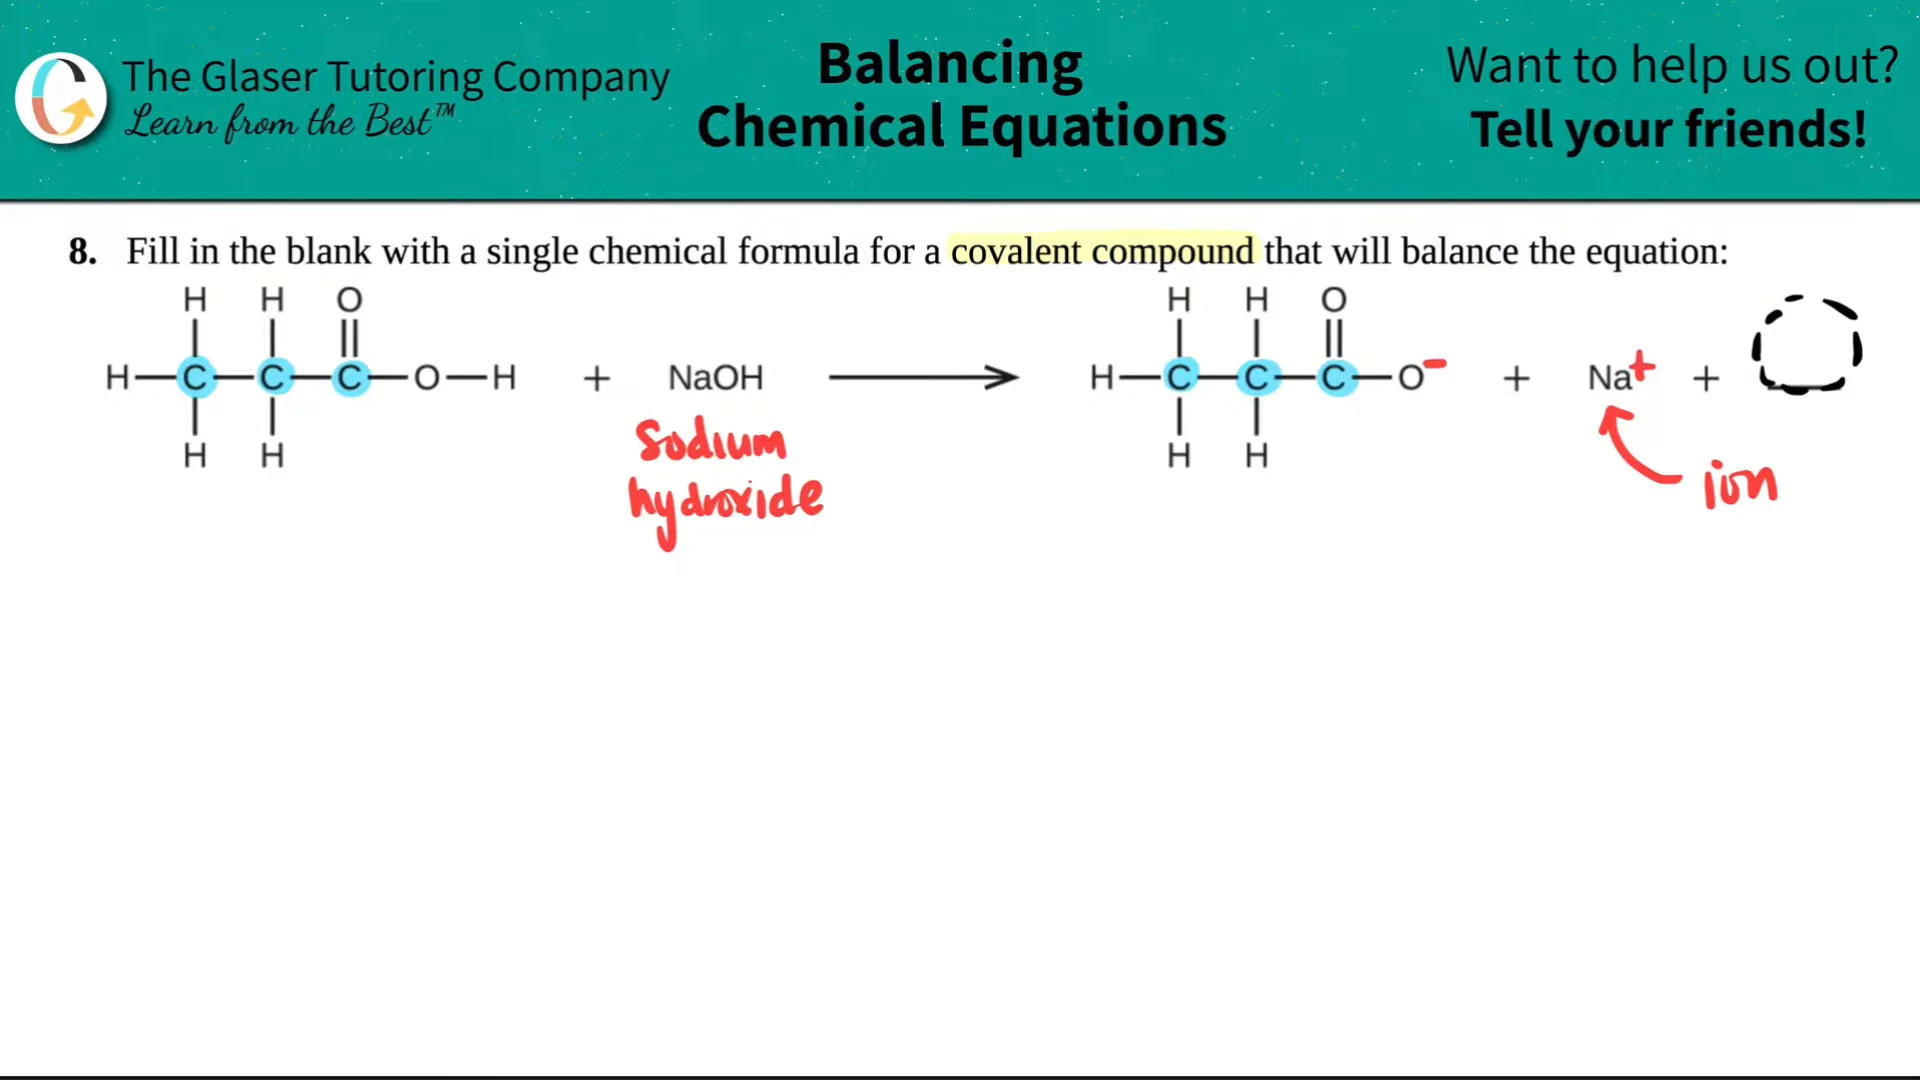 The Glaser Tutoring Company
Learn from the Best™
Balancing
Chemical Equations
Want to help us out?
Tell your friends!
8. Fill in the blank with a single chemical formula for a covalent compound that will balance the equation:
H H O H H O
H—C—C—C—O—H + NaOH → H—C—C—C—O⁻ + Na⁺ + __
H H H H
Sodium
hydroxide
ion